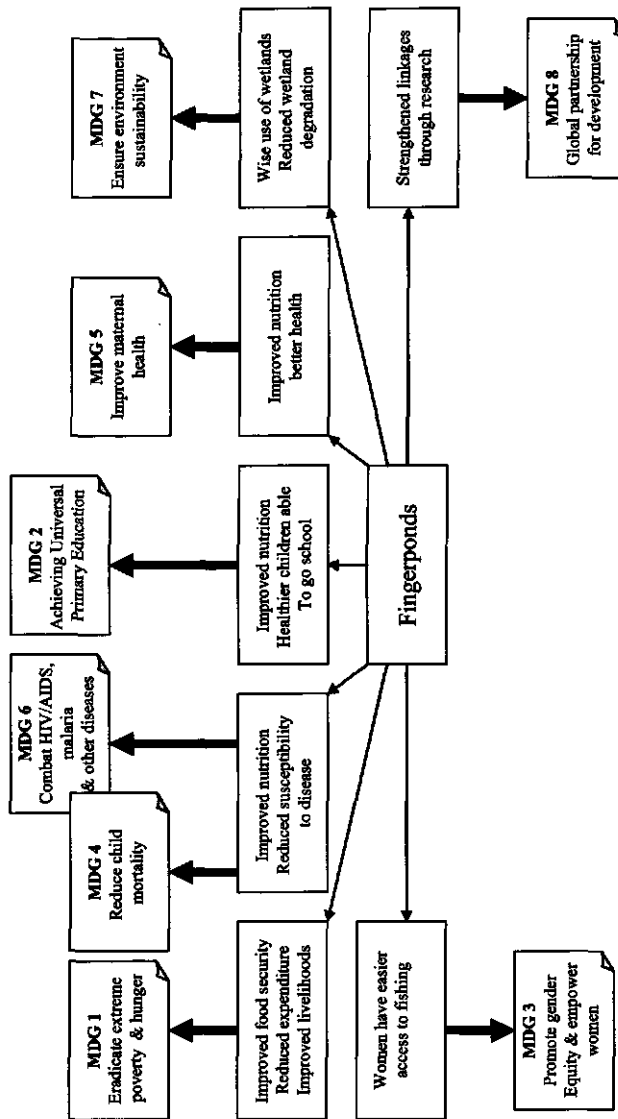 MDG 1
Eradicate extreme
poverty & hunger
MDG 4
Reduce child
mortality
MDG 6
Combat HIV/AIDS,
malaria
& other diseases
MDG 2
Achieving Universal
Primary Education
MDG 5
Improve maternal
health
MDG 7
Ensure environment
sustainability
Improved food security
Reduced expenditure
Improved livelihoods
Improved nutrition
Reduced susceptibility
to disease
Improved nutrition
Healthier children able
To go school
Improved nutrition
better health
Wise use of wetlands
Reduced wetland
degradation
Women have easier
access to fishing
Fingerponds
Strengthened linkages
through research
MDG 3
Promote gender
Equity & empower
women
MDG 8
Global partnership
for development